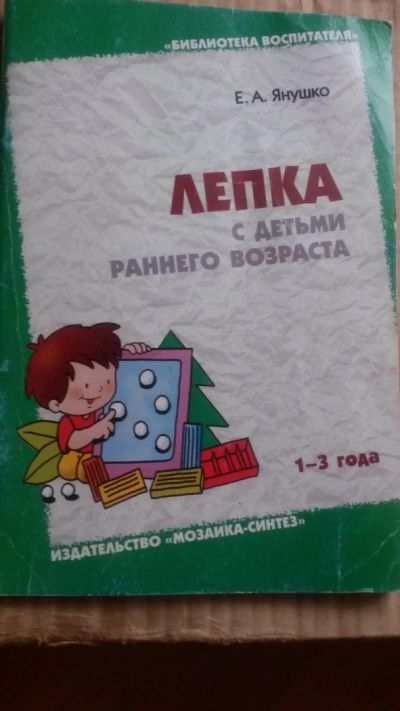 «БИБЛИОТЕКА ВОСПИТАТЕЛЯ»
Е. А. ЯНУШКО
ЛЕПКА
С ДЕТЬМИ
РАННЕГО ВОЗРАСТА
1–3 года
ИЗДАТЕЛЬСТВО «МОЗАИКА-СИНТЕЗ»